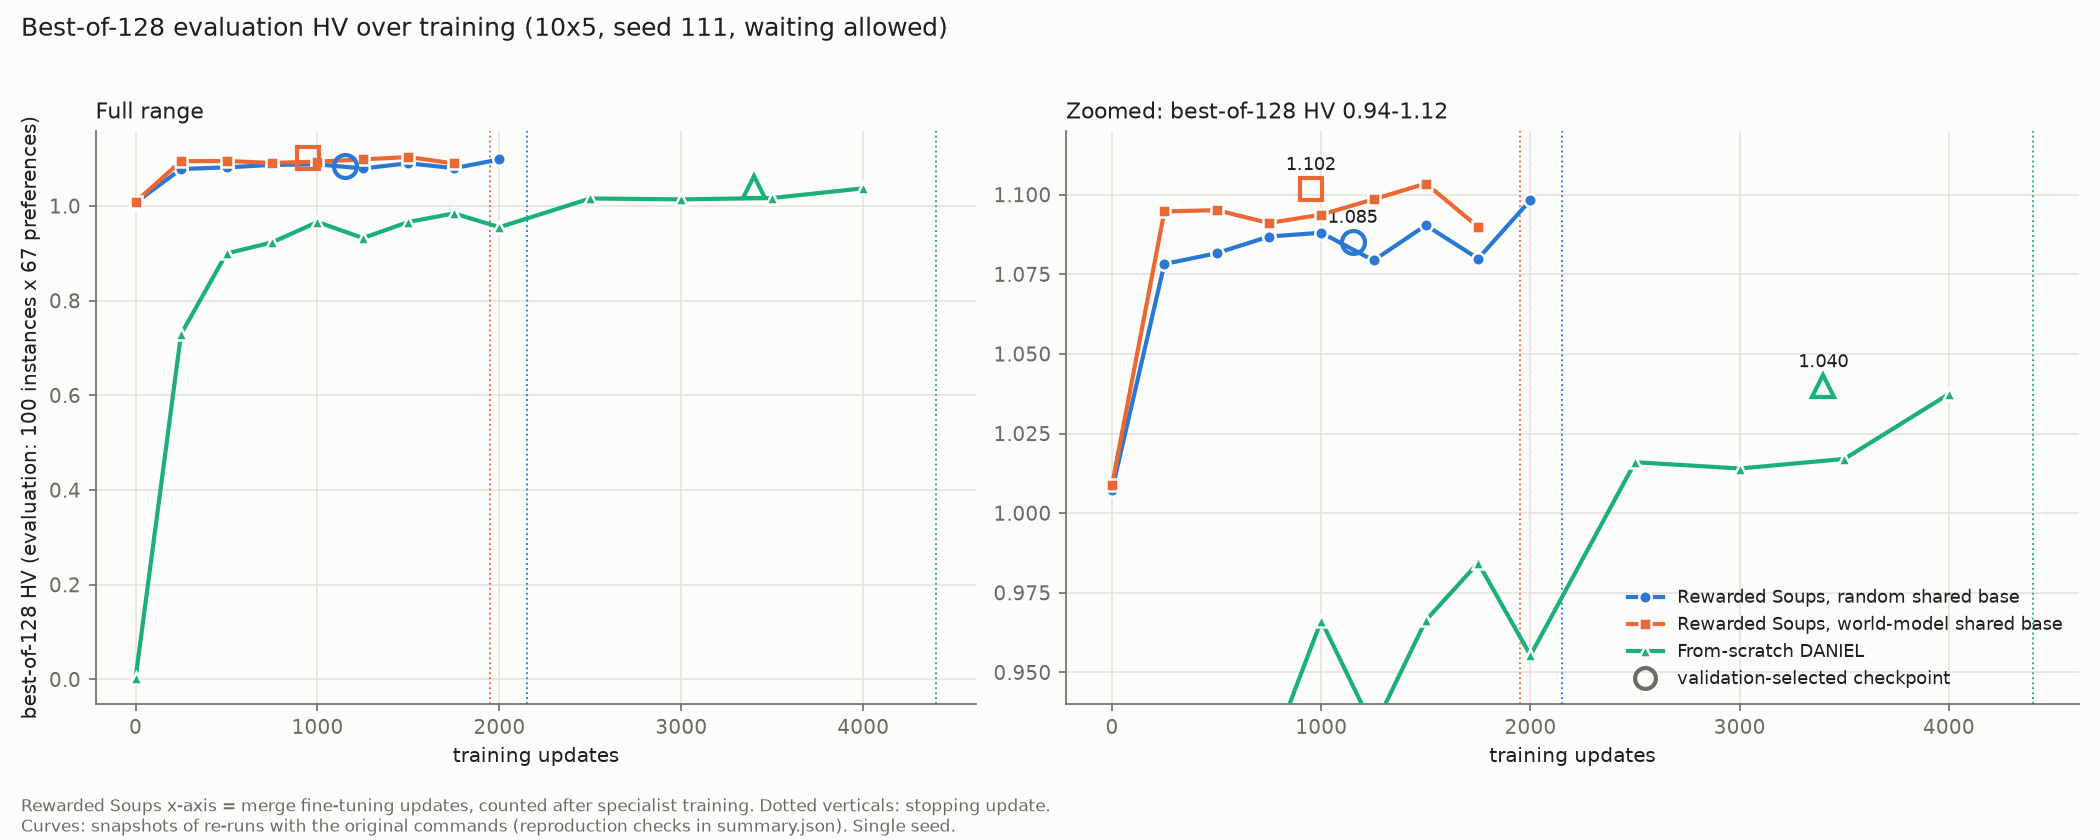 Best-of-128 evaluation HV over training (10x5, seed 111, waiting allowed)
Full range
best-of-128 HV (evaluation: 100 instances x 67 preferences)
1.0
0.8
0.6
0.4
0.2
0.0
0 1000 2000 3000 4000
training updates
Zoomed: best-of-128 HV 0.94-1.12
1.100
1.075
1.050
1.025
1.000
0.975
0.950
1.102
1.085
1.040
Rewarded Soups, random shared base
Rewarded Soups, world-model shared base
From-scratch DANIEL
validation-selected checkpoint
0 1000 2000 3000 4000
training updates
Rewarded Soups x-axis = merge fine-tuning updates, counted after specialist training. Dotted verticals: stopping update.
Curves: snapshots of re-runs with the original commands (reproduction checks in summary.json). Single seed.